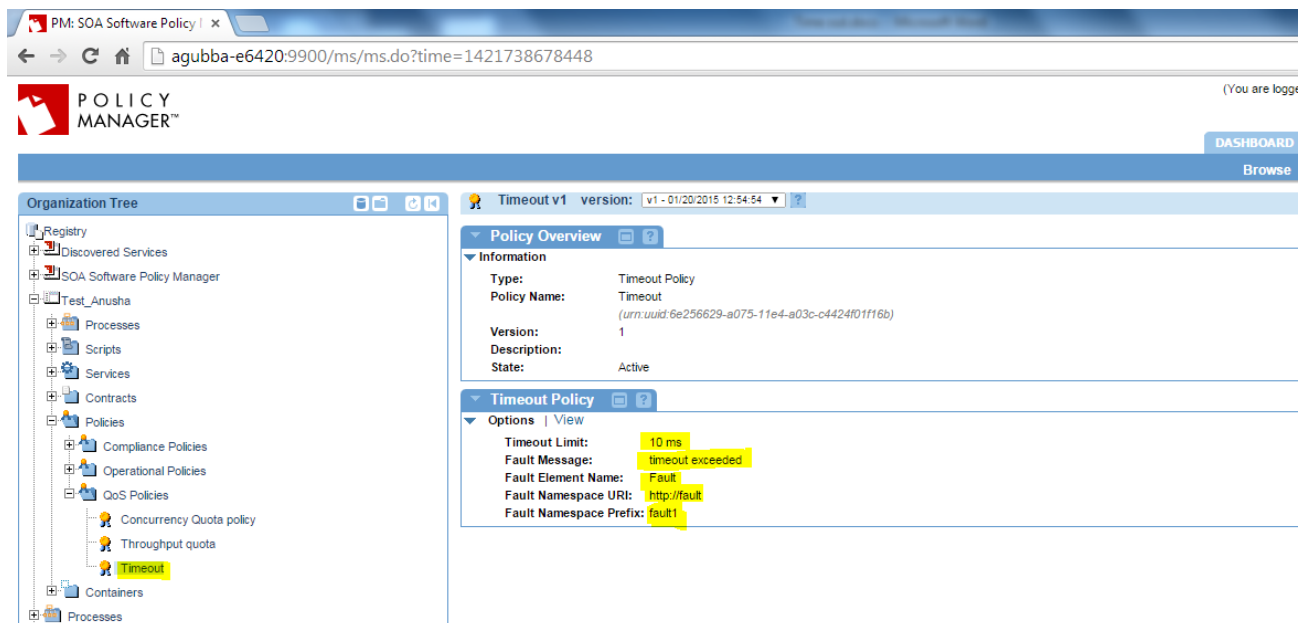 PM: SOA Software Policy
agubba-e6420:9900/ms/ms.do?time=1421738678448
POLICY
MANAGER™
(You are logge
DASHBOARD
Browse
Organization Tree
Registry
Discovered Services
SOA Software Policy Manager
Test_Anusha
Processes
Scripts
Services
Contracts
Policies
Compliance Policies
Operational Policies
QoS Policies
Concurrency Quota policy
Throughput quota
Timeout
Containers
Processes
Timeout v1 version: v1 - 01/20/2015 12:54:54 ?
Policy Overview ?
Information
Type: Timeout Policy
Policy Name: Timeout
(urn:uuid:6e256629-a075-11e4-a03c-c4424f01f16b)
Version: 1
Description:
State: Active
Timeout Policy ?
Options | View
Timeout Limit: 10 ms
Fault Message: timeout exceeded
Fault Element Name: Fault
Fault Namespace URI: http://fault
Fault Namespace Prefix: fault1